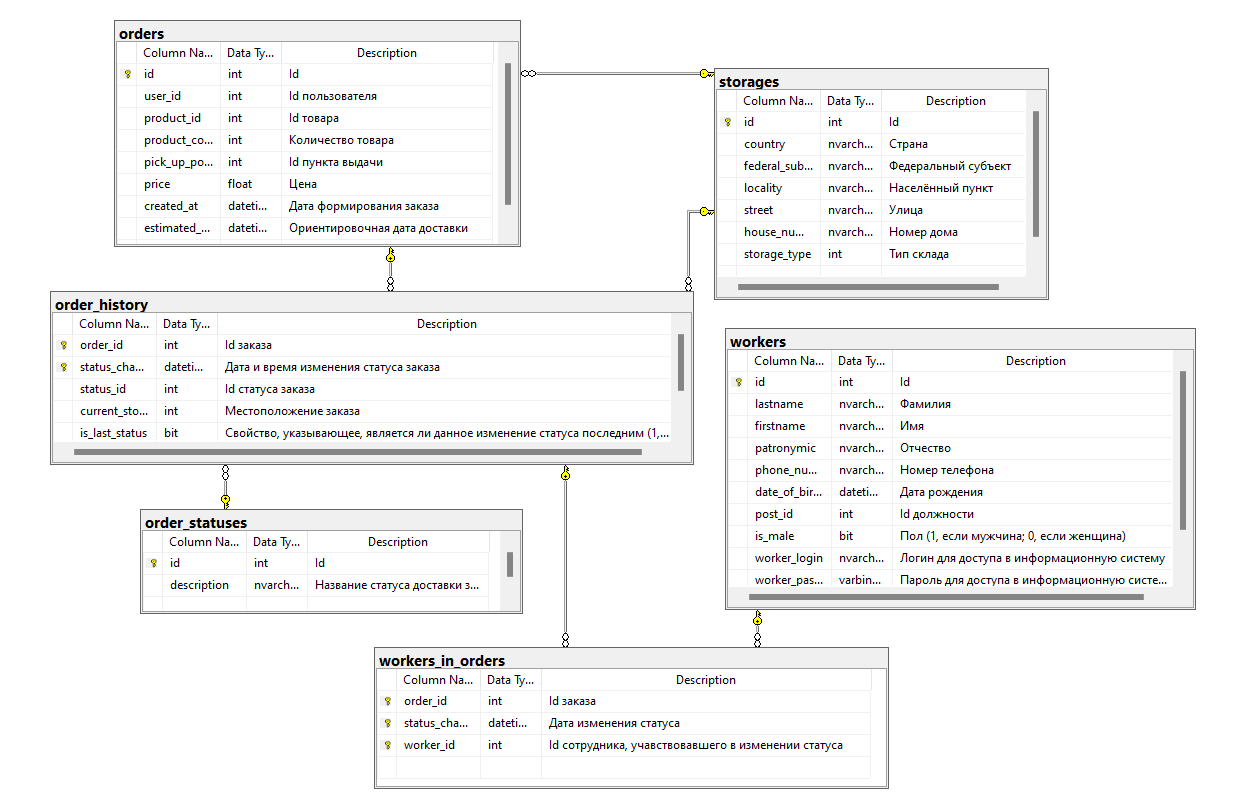 orders
Column Na... Data Ty... Description
id int Id
user_id int Id пользователя
product_id int Id товара
product_co... int Количество товара
pick_up_po... int Id пункта выдачи
price float Цена
created_at dateti... Дата формирования заказа
estimated_... dateti... Ориентировочная дата доставки
storages
Column Na... Data Ty... Description
id int Id
country nvarch... Страна
federal_sub... nvarch... Федеральный субъект
locality nvarch... Населённый пункт
street nvarch... Улица
house_nu... nvarch... Номер дома
storage_type int Тип склада
order_history
Column Na... Data Ty... Description
order_id int Id заказа
status_cha... dateti... Дата и время изменения статуса заказа
status_id int Id статуса заказа
current_sto... int Местоположение заказа
is_last_status bit Свойство, указывающее, является ли данное изменение статуса последним (1,...
workers
Column Na... Data Ty... Description
id int Id
lastname nvarch... Фамилия
firstname nvarch... Имя
patronymic nvarch... Отчество
phone_nu... nvarch... Номер телефона
date_of_bir... dateti... Дата рождения
post_id int Id должности
is_male bit Пол (1, если мужчина; 0, если женщина)
worker_login nvarch... Логин для доступа в информационную систему
worker_pas... varbin... Пароль для доступа в информационную систе...
order_statuses
Column Na... Data Ty... Description
id int Id
description nvarch... Название статуса доставки з...
workers_in_orders
Column Na... Data Ty... Description
order_id int Id заказа
status_cha... dateti... Дата изменения статуса
worker_id int Id сотрудника, учавствовавшего в изменении статуса